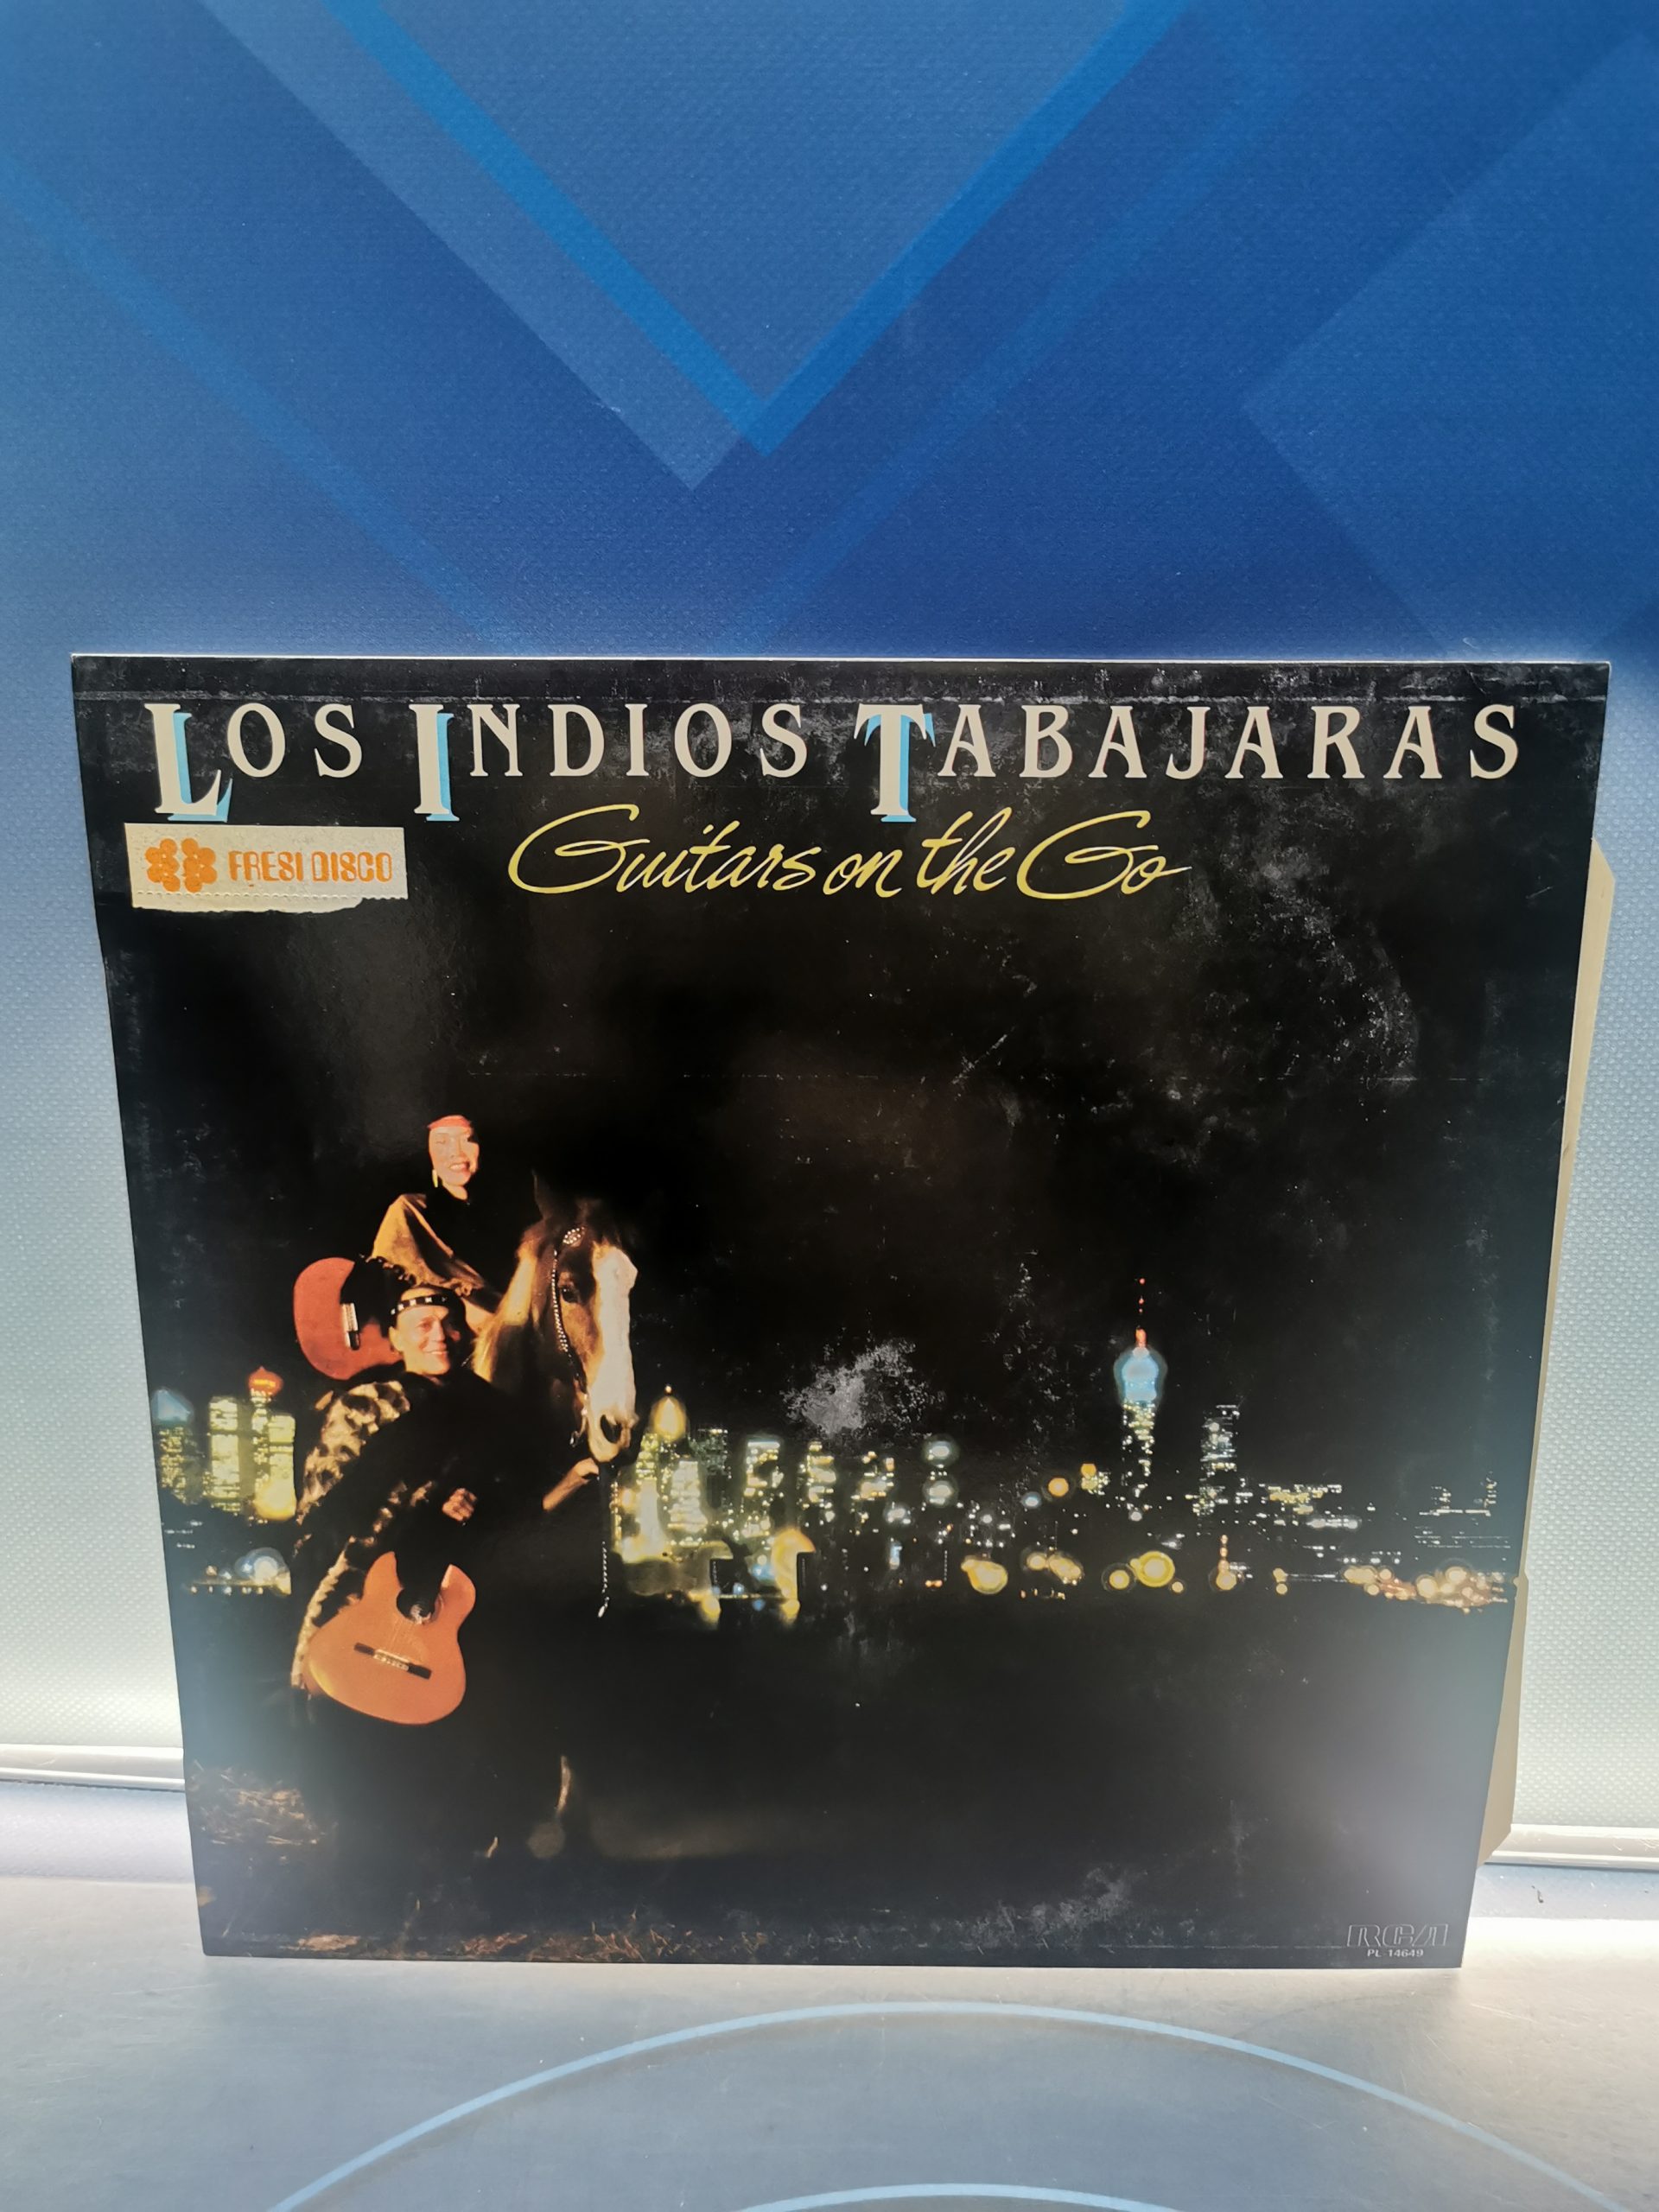 LOS INDIOS TABAJARAS
Guitars on the Go
FRESI DISCO
RCA
PL 14649